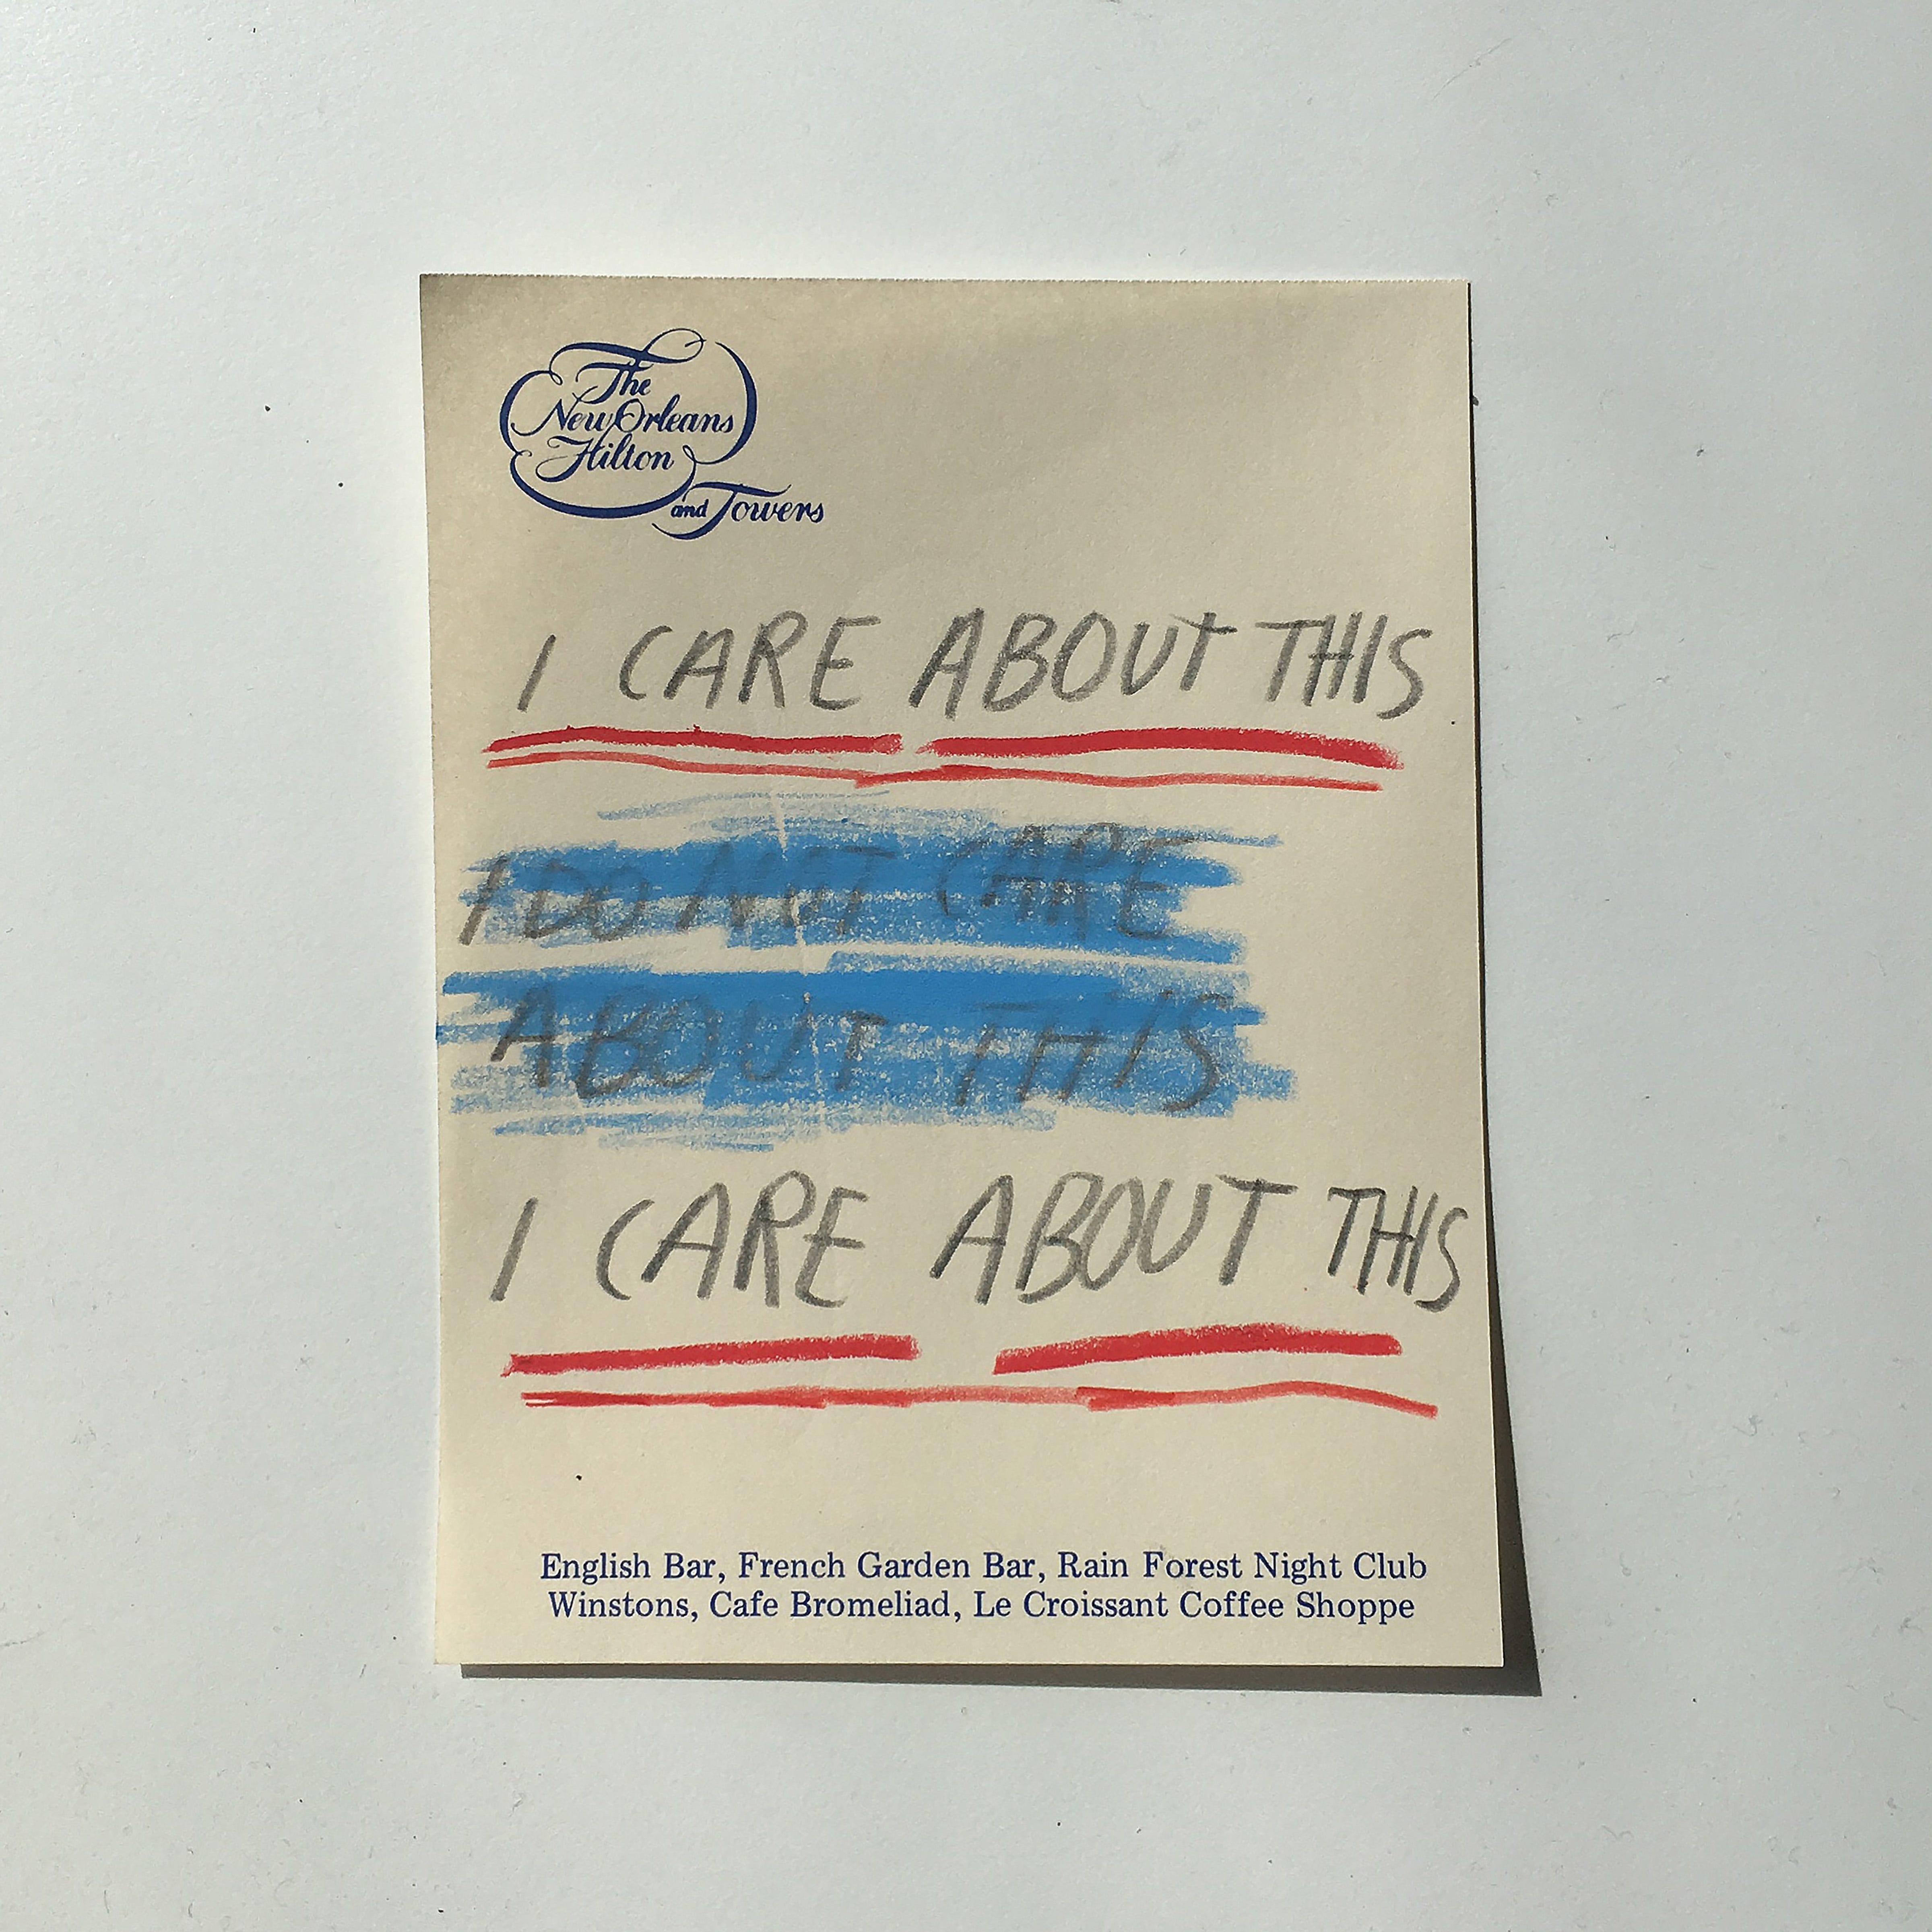 The
New Orleans
Hilton
and Towers
I CARE ABOUT THIS
I DO NOT CARE
ABOUT THIS
I CARE ABOUT THIS
English Bar, French Garden Bar, Rain Forest Night Club
Winstons, Cafe Bromeliad, Le Croissant Coffee Shoppe